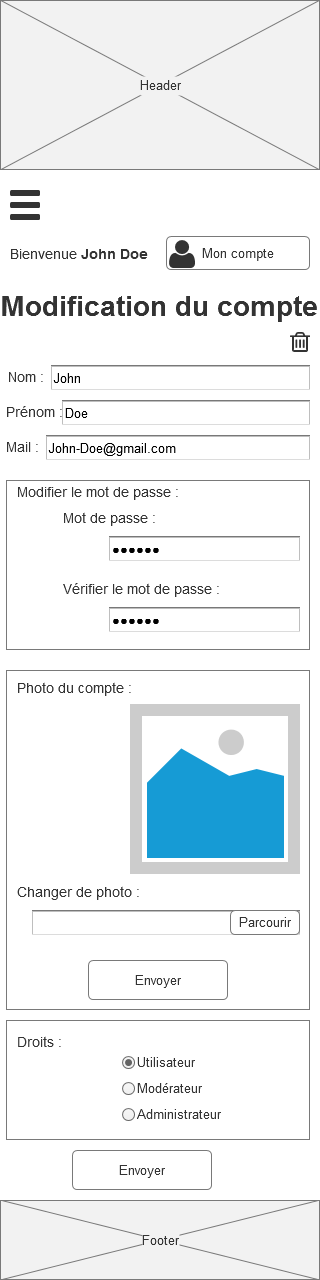 Header
Bienvenue John Doe
Mon compte
Modification du compte
Nom : John
Prénom : Doe
Mail : John-Doe@gmail.com
Modifier le mot de passe :
Mot de passe :
••••••
Vérifier le mot de passe :
••••••
Photo du compte :
Changer de photo :
Parcourir
Envoyer
Droits :
Utilisateur
Modérateur
Administrateur
Envoyer
Footer